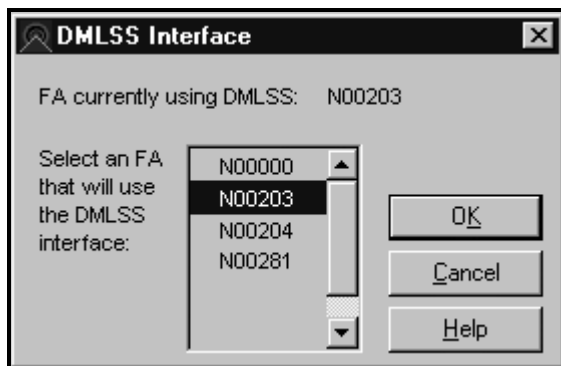 DMLSS Interface
FA currently using DMLSS: N00203
Select an FA
that will use
the DMLSS
interface:
N00000
N00203
N00204
N00281
OK
Cancel
Help